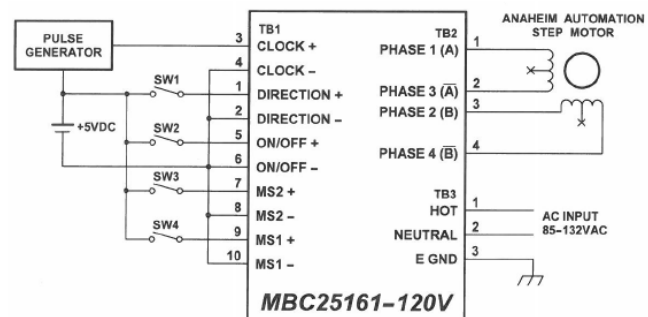 PULSE
GENERATOR
+5VDC
SW1
SW2
SW3
SW4
TB1
3 CLOCK +
4 CLOCK –
1 DIRECTION +
2 DIRECTION –
5 ON/OFF +
6 ON/OFF –
7 MS2 +
8 MS2 –
9 MS1 +
10 MS1 –
TB2
PHASE 1 (A) 1
PHASE 3 (A̅) 2
PHASE 2 (B) 3
PHASE 4 (B̅) 4
TB3
HOT 1
NEUTRAL 2
E GND 3
MBC25161–120V
ANAHEIM AUTOMATION
STEP MOTOR
AC INPUT
85–132VAC